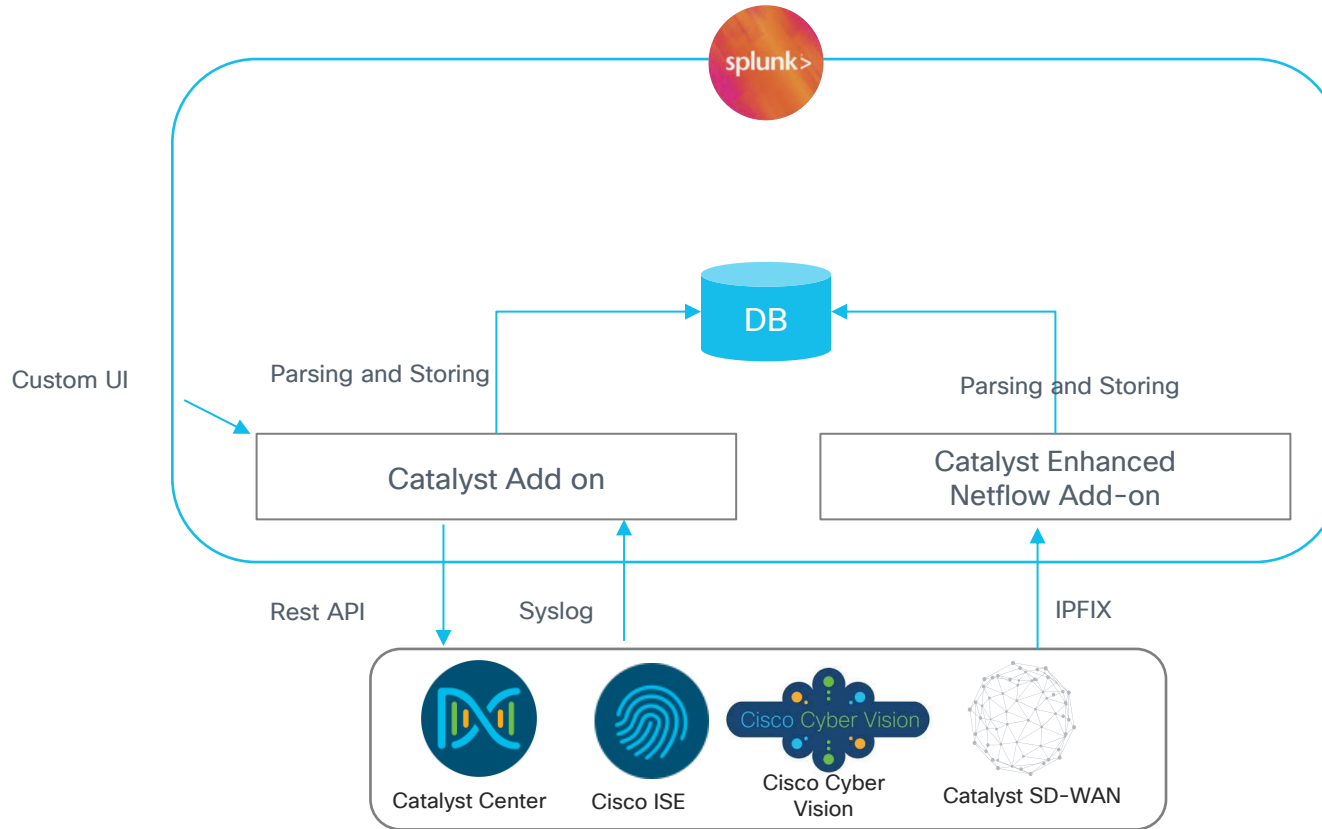 splunk>
DB
Custom UI
Parsing and Storing
Parsing and Storing
Catalyst Add on
Catalyst Enhanced
Netflow Add-on
Rest API
Syslog
IPFIX
Cisco Cyber Vision
Catalyst Center
Cisco ISE
Cisco Cyber
Vision
Catalyst SD-WAN